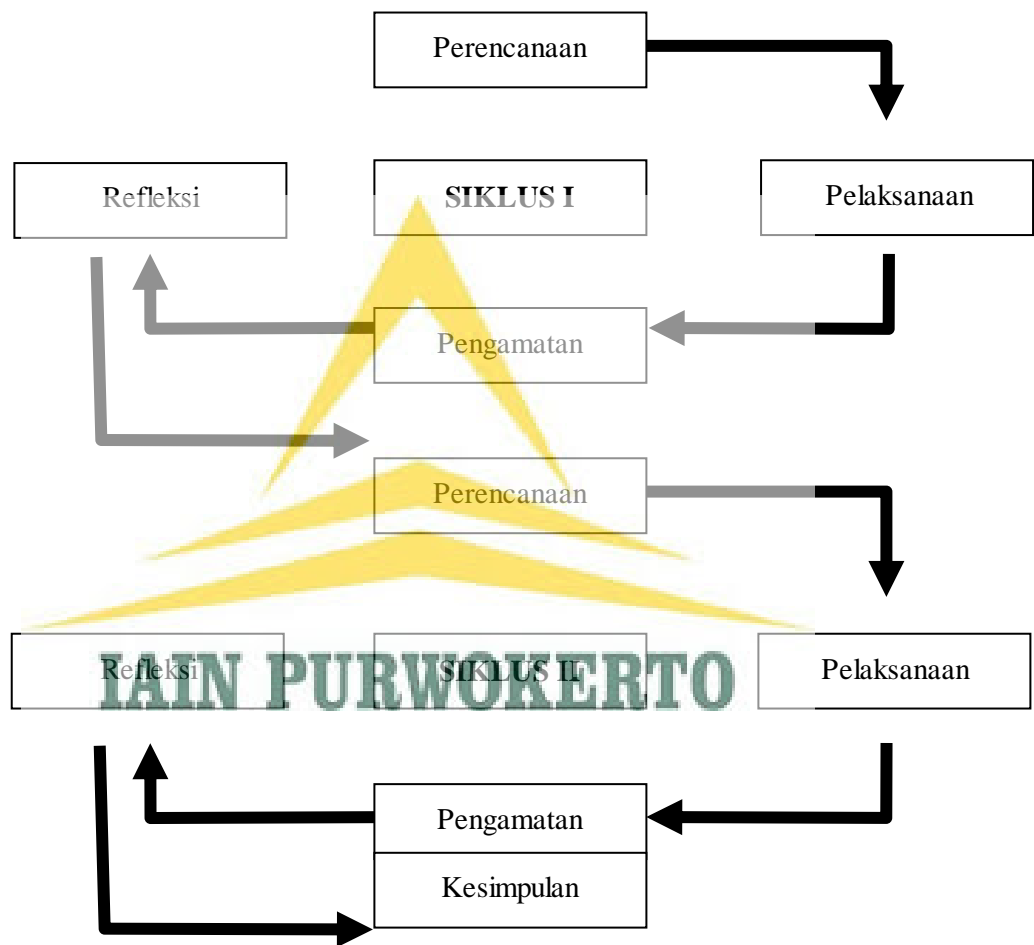 Perencanaan
Refleksi
SIKLUS I
Pelaksanaan
Pengamatan
Perencanaan
Refleksi
SIKLUS II
Pelaksanaan
IAIN PURWOKERTO
Pengamatan
Kesimpulan